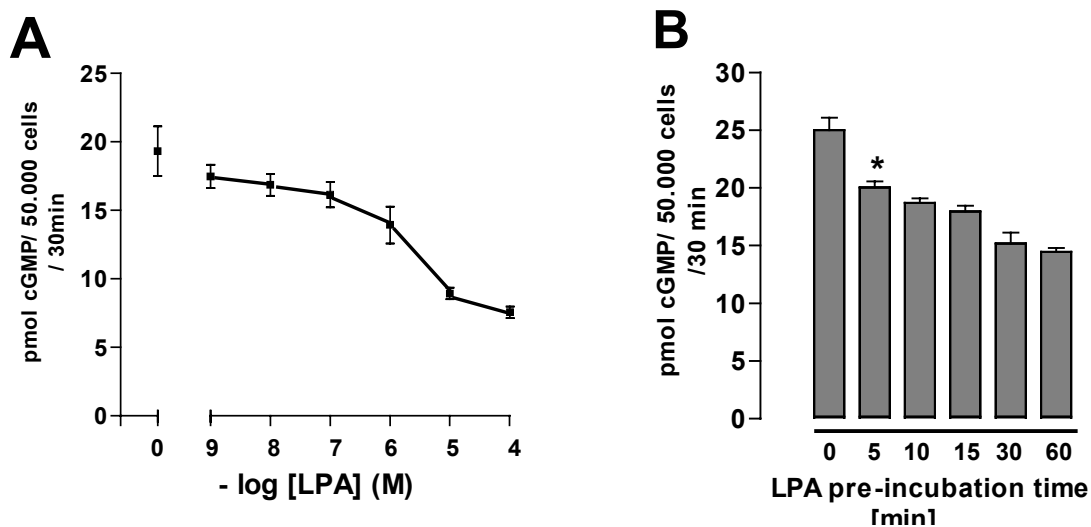 A
pmol cGMP/ 50.000 cells
/ 30min
25
20
15
10
5
0
0 9 8 7 6 5 4
- log [LPA] (M)
B
pmol cGMP/ 50.000 cells
/30 min
30
25
20
15
10
5
0
*
0 5 10 15 30 60
LPA pre-incubation time
[min]